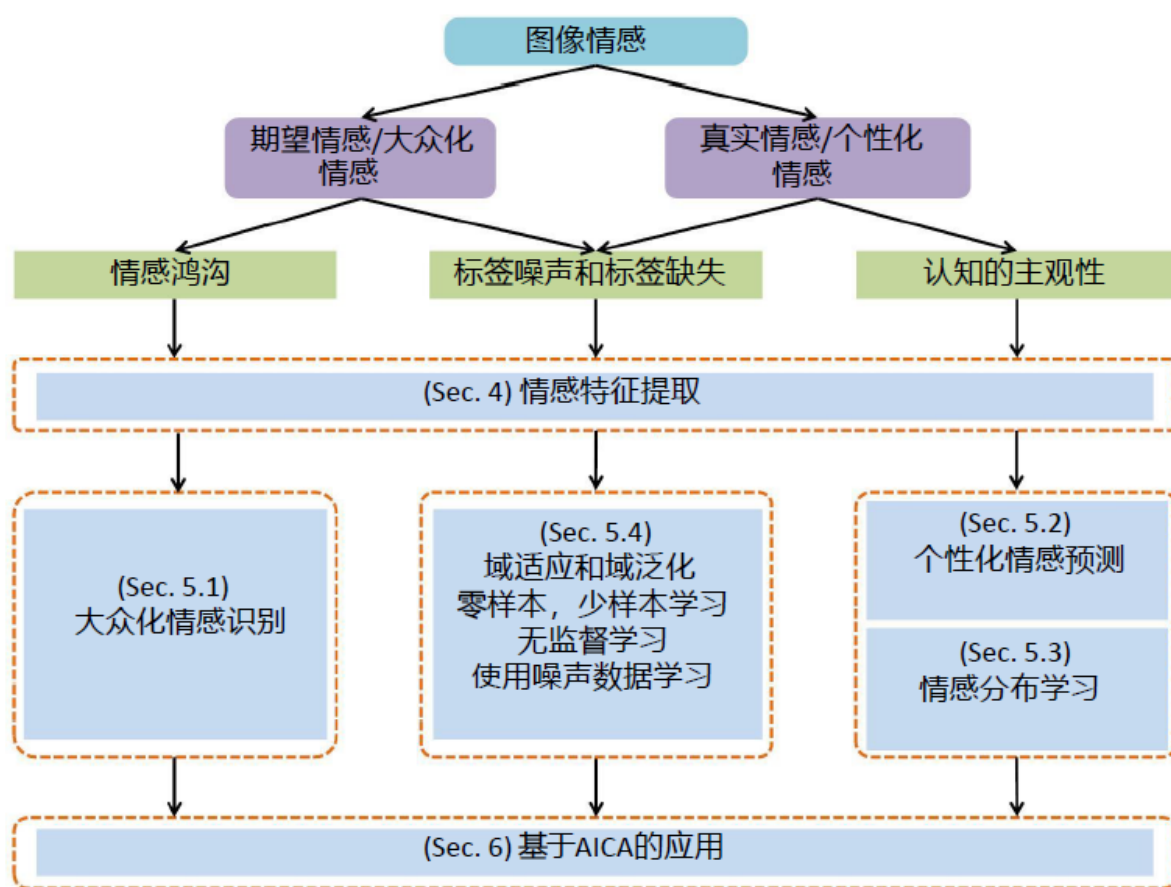 图像情感
期望情感/大众化
情感
真实情感/个性化
情感
情感鸿沟
标签噪声和标签缺失
认知的主观性
(Sec. 4) 情感特征提取
(Sec. 5.1)
大众化情感识别
(Sec. 5.4)
域适应和域泛化
零样本，少样本学习
无监督学习
使用噪声数据学习
(Sec. 5.2)
个性化情感预测
(Sec. 5.3)
情感分布学习
(Sec. 6) 基于AICA的应用